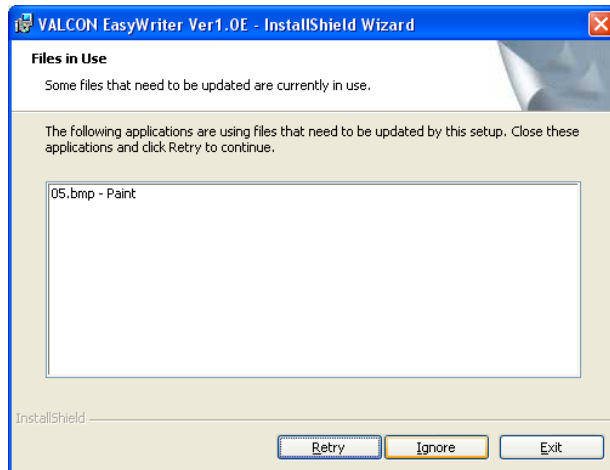 VALCON EasyWriter Ver1.0E - InstallShield Wizard
Files in Use
Some files that need to be updated are currently in use.
The following applications are using files that need to be updated by this setup. Close these
applications and click Retry to continue.
05.bmp - Paint
InstallShield
Retry Ignore Exit